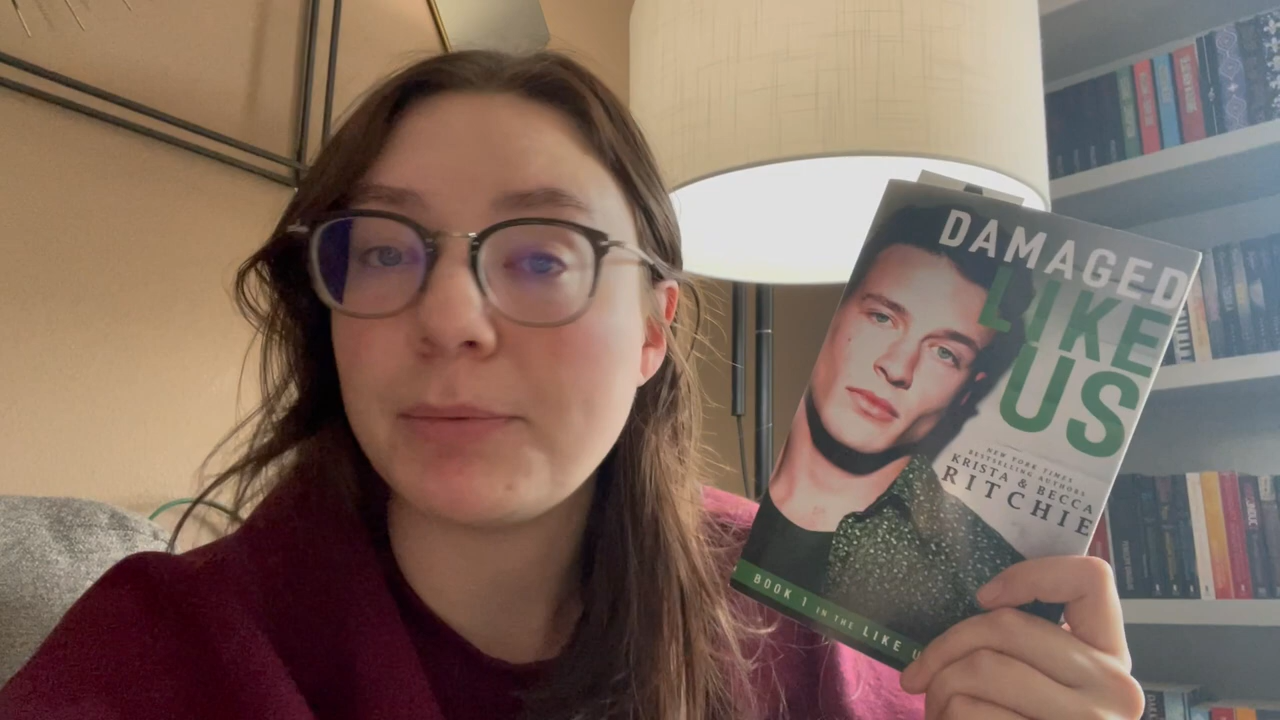 DAMAGED
LIKE
US
NEW YORK TIMES
BESTSELLING AUTHORS
KRISTA & BECCA
RITCHIE
BOOK 1 IN THE LIKE U